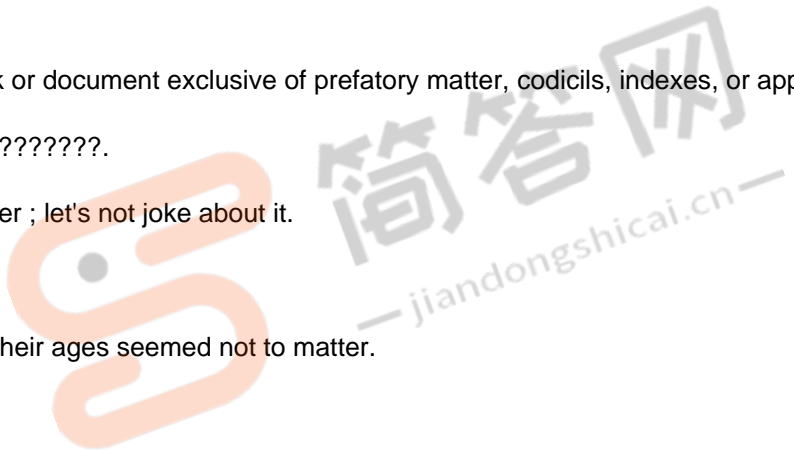 k or document exclusive of prefatory matter, codicils, indexes, or app
???????.
er ; let's not joke about it.
heir ages seemed not to matter.
简答网
— jiandongshicai.cn —